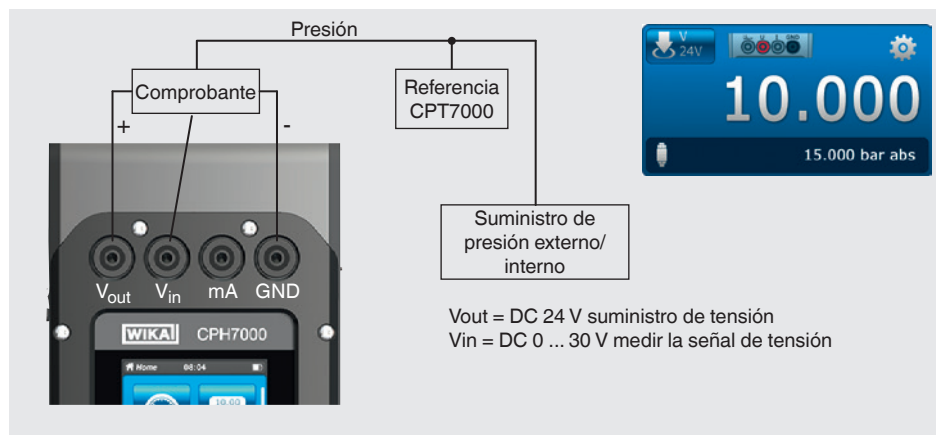 Presión
Comprobante
+
-
Referencia
CPT7000
Suministro de
presión externo/
interno
V
24V
GND
10.000
15.000 bar abs
Vout Vin mA GND
WIKA CPH7000
Home 08:04
10.00
Vout = DC 24 V suministro de tensión
Vin = DC 0 ... 30 V medir la señal de tensión